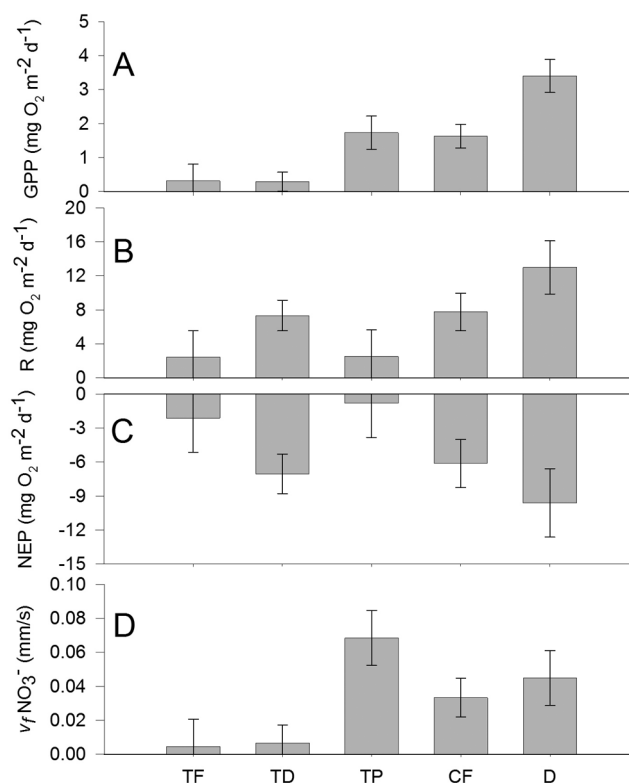 A
GPP (mg O₂ m⁻² d⁻¹)
5
4
3
2
1
0
B
R (mg O₂ m⁻² d⁻¹)
20
16
12
8
4
0
C
NEP (mg O₂ m⁻² d⁻¹)
0
-3
-6
-9
-12
-15
D
v_f NO₃⁻ (mm/s)
0.10
0.08
0.06
0.04
0.02
0.00
TF TD TP CF D